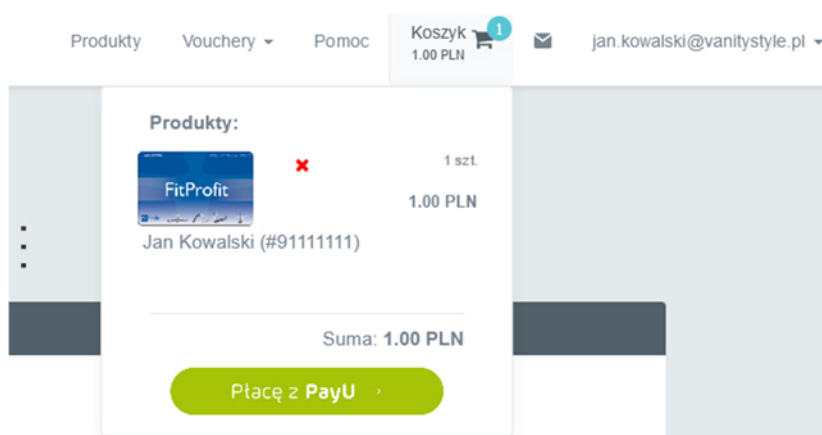 Produkty Vouchery Pomoc Koszyk 1 jan.kowalski@vanitystyle.pl
1.00 PLN
Produkty:
1 szt.
FitProfit
1.00 PLN
Jan Kowalski (#91111111)
Suma: 1.00 PLN
Płacę z PayU